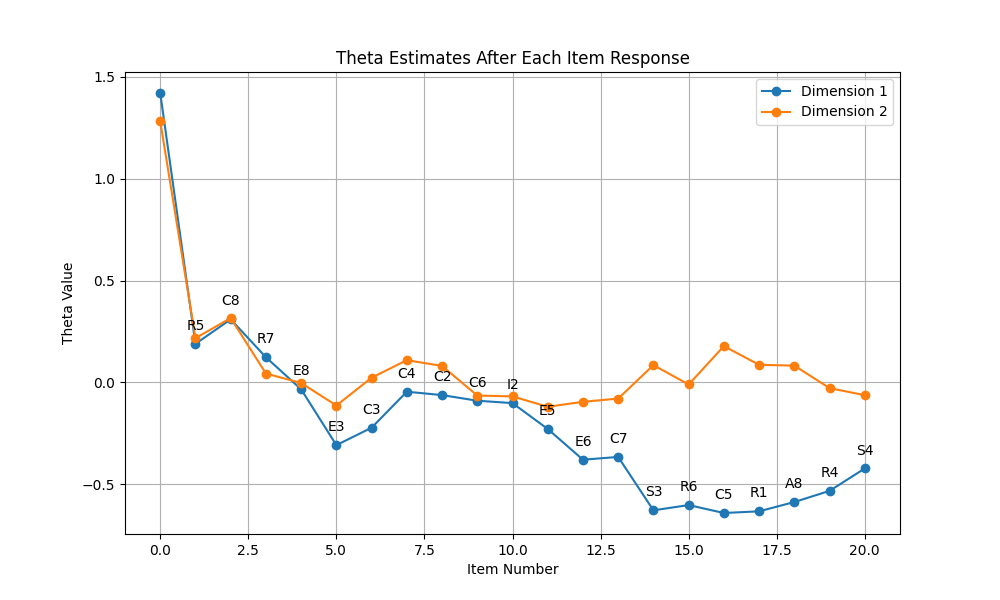 Theta Estimates After Each Item Response
Dimension 1
Dimension 2
Theta Value
1.5
1.0
0.5
0.0
−0.5
R5
C8
R7
E8
E3
C3
C4
C2
C6
I2
E5
E6
C7
S3
R6
C5
R1
A8
R4
S4
0.0 2.5 5.0 7.5 10.0 12.5 15.0 17.5 20.0
Item Number